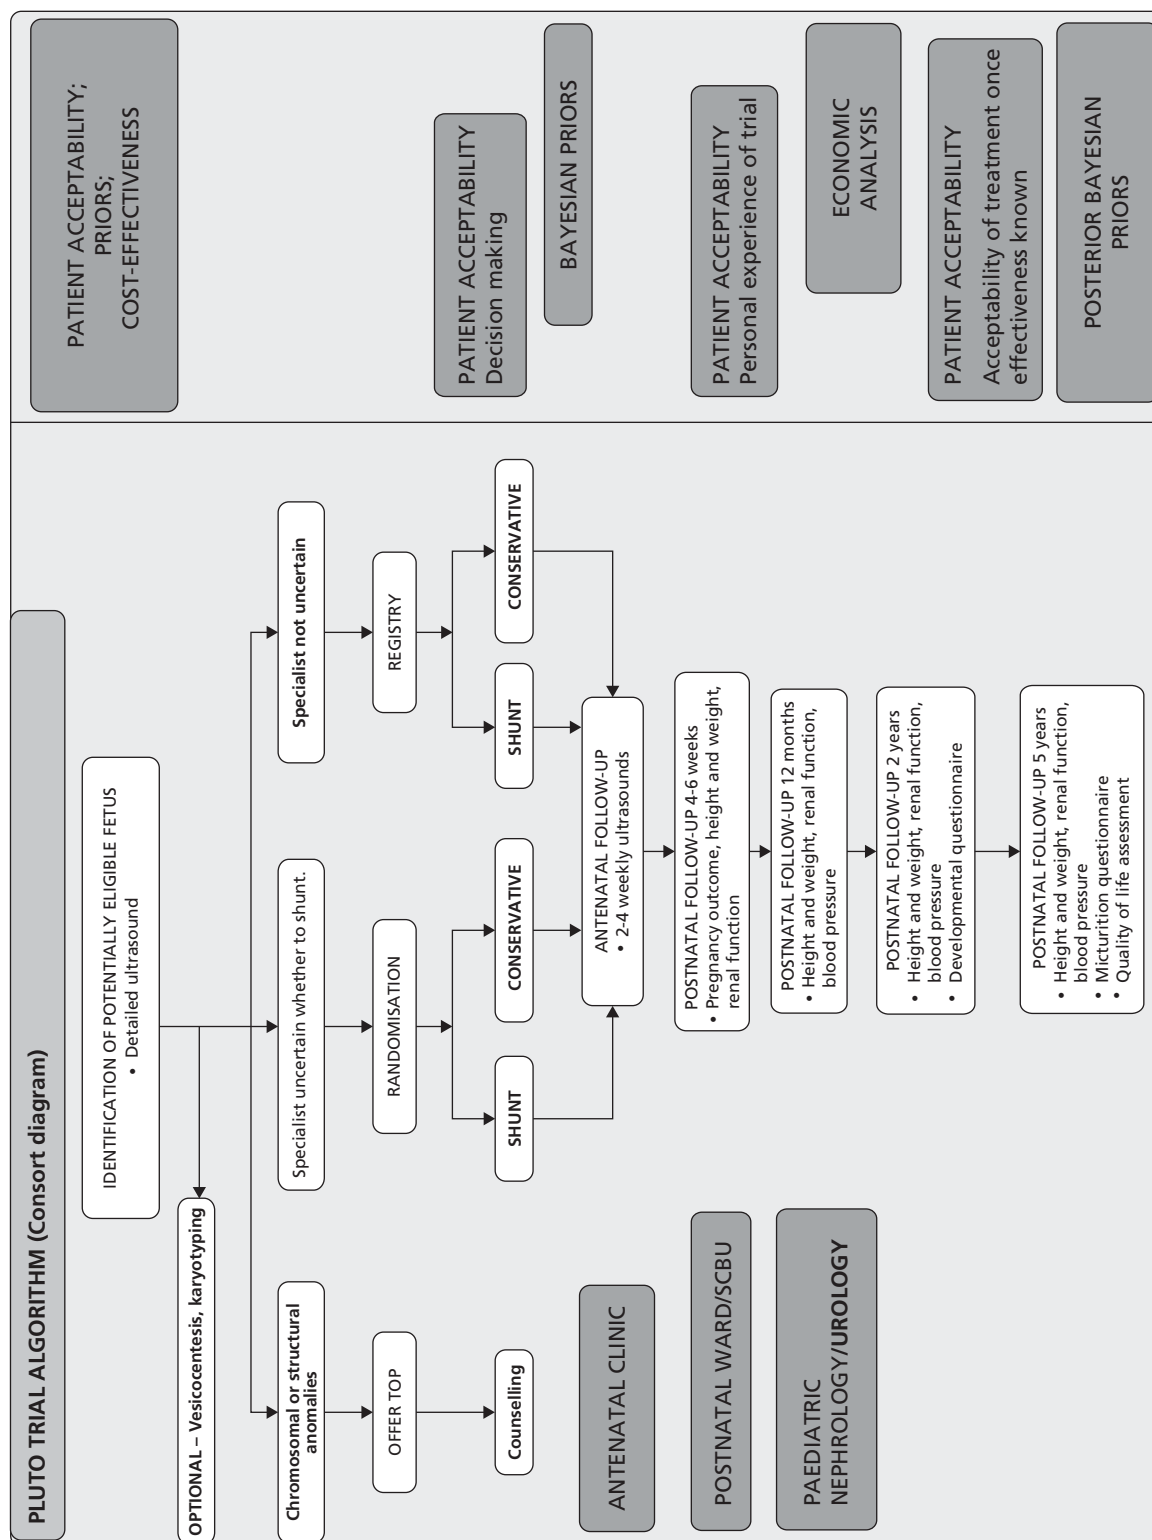 PLUTO TRIAL ALGORITHM (Consort diagram)
IDENTIFICATION OF POTENTIALLY ELIGIBLE FETUS
• Detailed ultrasound
OPTIONAL – Vesicocentesis, karyotyping
Chromosomal or structural
anomalies
Specialist uncertain whether to shunt.
Specialist not uncertain
OFFER TOP
RANDOMISATION
REGISTRY
Counselling
SHUNT
CONSERVATIVE
SHUNT
CONSERVATIVE
ANTENATAL CLINIC
ANTENATAL FOLLOW-UP
• 2-4 weekly ultrasounds
POSTNATAL WARD/SCBU
POSTNATAL FOLLOW-UP 4-6 weeks
• Pregnancy outcome, height and weight,
renal function
PAEDIATRIC
NEPHROLOGY/UROLOGY
POSTNATAL FOLLOW-UP 12 months
• Height and weight, renal function,
blood pressure
POSTNATAL FOLLOW-UP 2 years
• Height and weight, renal function,
blood pressure
• Developmental questionnaire
POSTNATAL FOLLOW-UP 5 years
• Height and weight, renal function,
blood pressure
• Micturition questionnaire
• Quality of life assessment
PATIENT ACCEPTABILITY;
PRIORS;
COST-EFFECTIVENESS
PATIENT ACCEPTABILITY
Decision making
BAYESIAN PRIORS
PATIENT ACCEPTABILITY
Personal experience of trial
ECONOMIC
ANALYSIS
PATIENT ACCEPTABILITY
Acceptability of treatment once
effectiveness known
POSTERIOR BAYESIAN
PRIORS